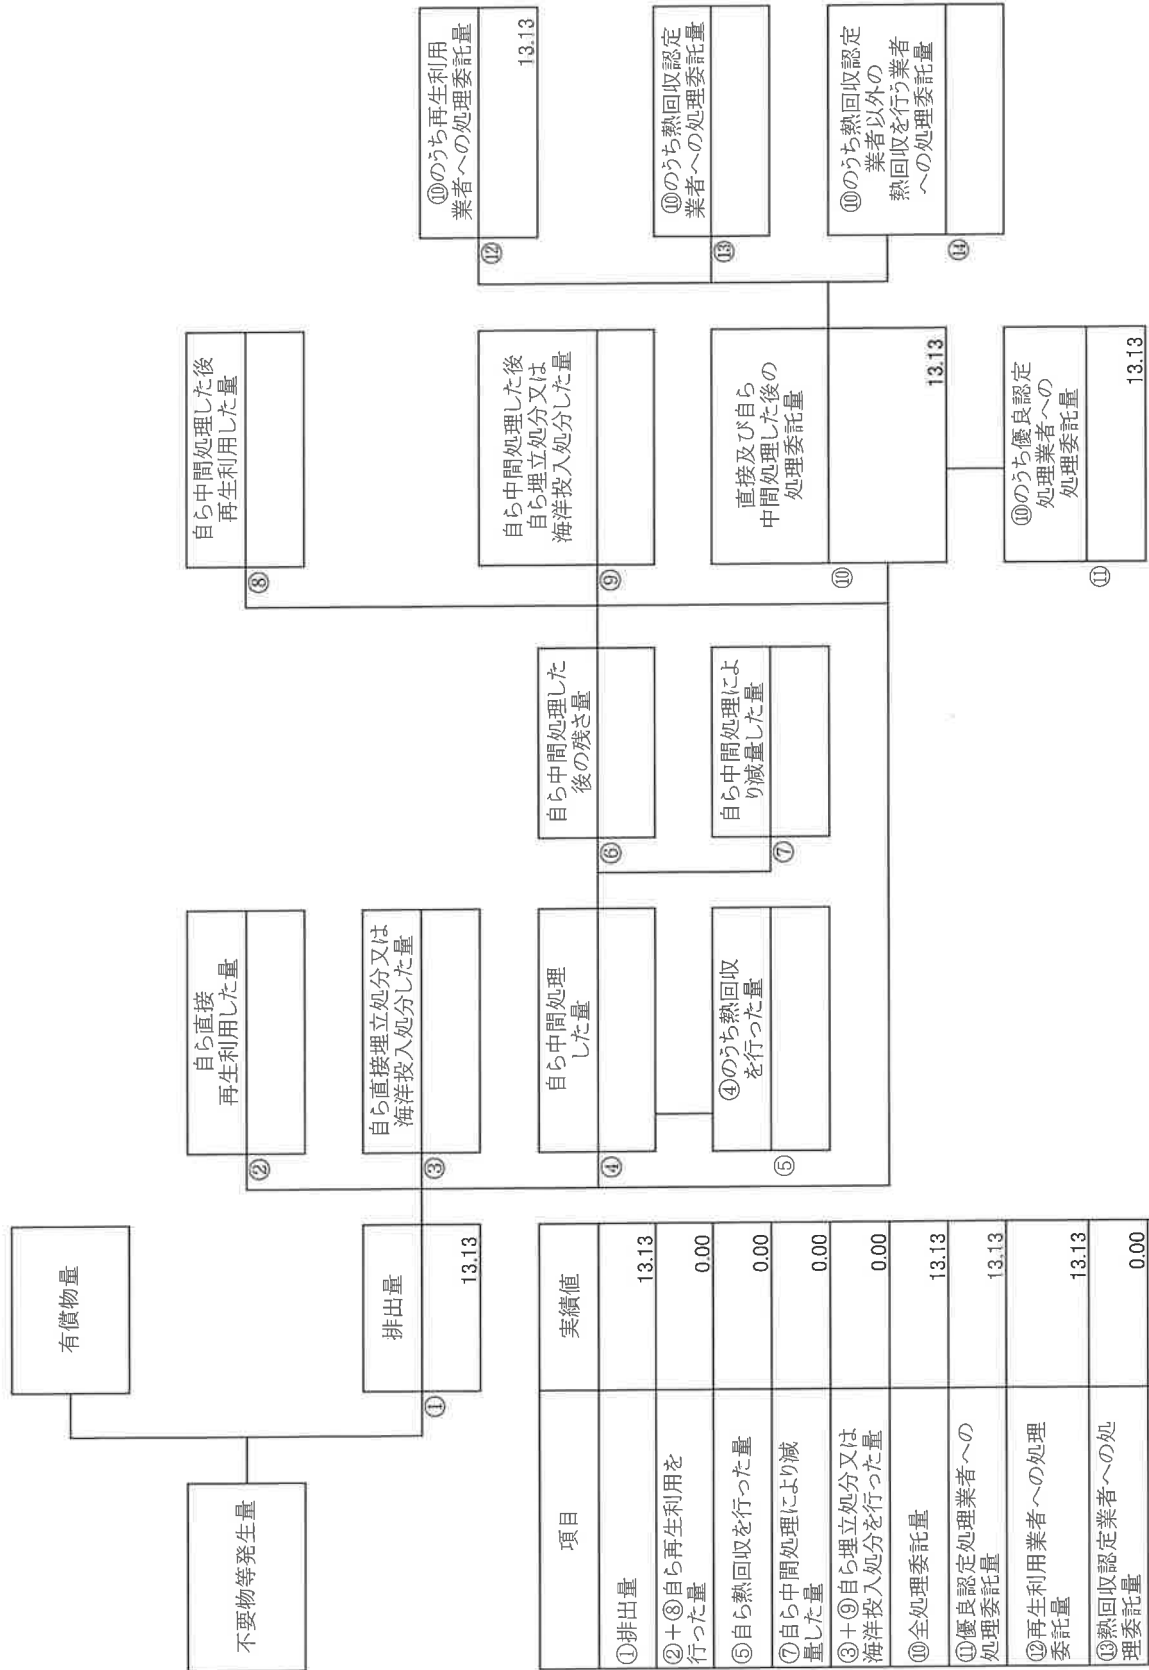 不要物等発生量
有償物量
排出量
①
13.13
②
自ら直接
再生利用した量
③
自ら直接埋立処分又は
海洋投入処分した量
④
自ら中間処理
した量
⑤
④のうち熱回収
を行った量
⑥
自ら中間処理した
後の残さ量
⑦
自ら中間処理によ
り減量した量
⑧
自ら中間処理した後
再生利用した量
⑨
自ら中間処理した後
自ら埋立処分又は
海洋投入処分した量
⑩
直接及び自ら
中間処理した後の
処理委託量
13.13
⑪
⑩のうち優良認定
処理業者への
処理委託量
13.13
⑫
⑩のうち再生利用
業者への処理委託量
13.13
⑬
⑩のうち熱回収認定
業者への処理委託量
⑭
⑩のうち熱回収認定
業者以外の
熱回収を行う業者
への処理委託量
項目 実績値
①排出量 13.13
②+⑧自ら再生利用を
行った量 0.00
⑤自ら熱回収を行った量 0.00
⑦自ら中間処理により減
量した量 0.00
③+⑨自ら埋立処分又は
海洋投入処分を行った量 0.00
⑩全処理委託量 13.13
⑪優良認定処理業者への
処理委託量 13.13
⑫再生利用業者への処理
委託量 13.13
⑬熱回収認定業者への処
理委託量 0.00